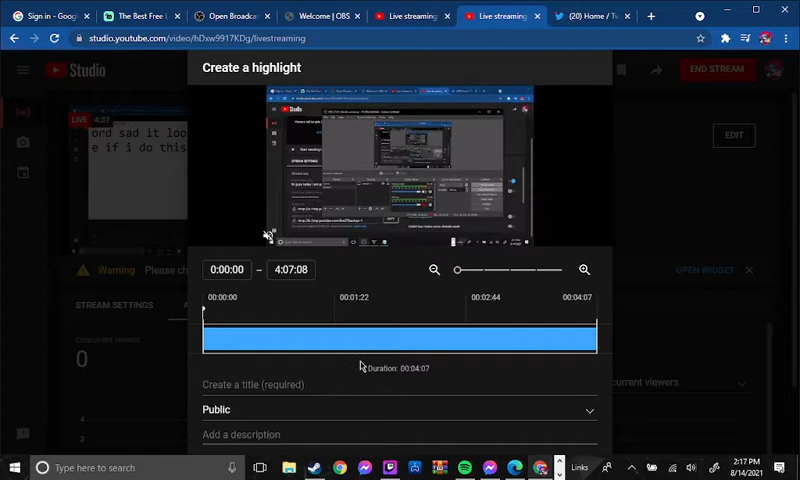 Sign in - Googl
The Best Free L
Open Broadca
Welcome | OBS
Live streaming
Live streaming
(20) Home / Tw
studio.youtube.com/video/hDxw9917KDg/livestreaming
Studio
END STREAM
Create a highlight
LIVE 4:37
ord sad it loo
e if i do this
EDIT
0:00:00 – 4:07:08
Warning Please ch
OPEN WIDGET
00:00:00 00:01:22 00:02:44 00:04:07
STREAM SETTINGS A
Concurrent viewers
0
4
3
Duration: 00:04:07
Create a title (required)
current viewers
Public
Add a description
Type here to search
Links
2:17 PM
8/14/2021